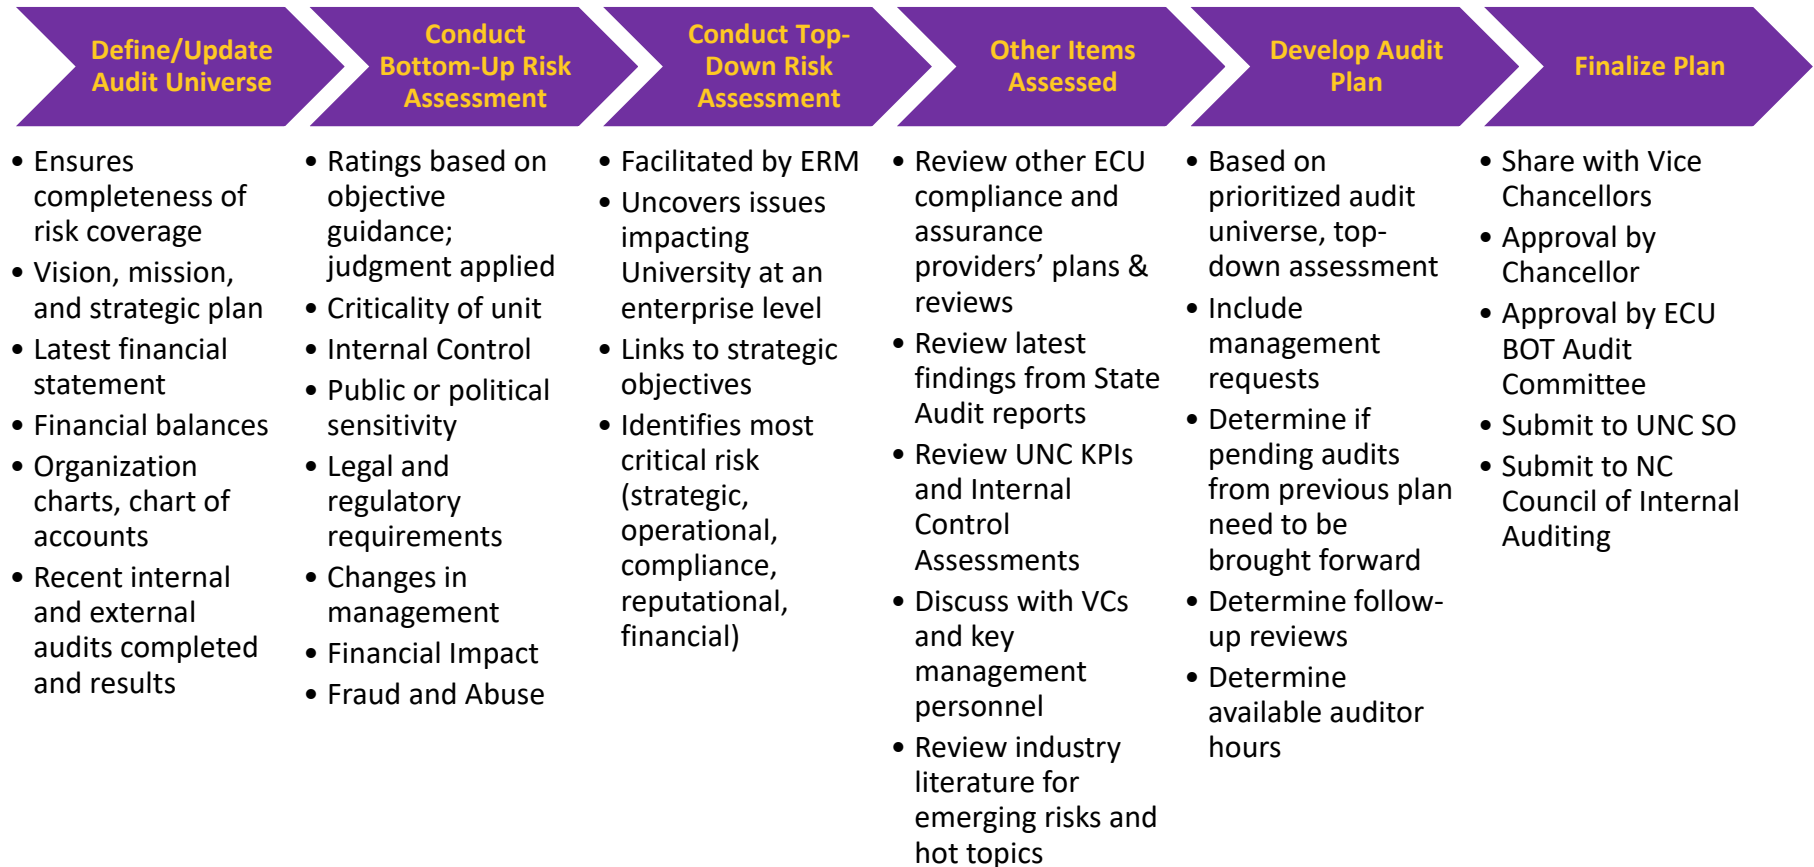 Define/Update
Audit Universe
• Ensures
completeness of
risk coverage
• Vision, mission,
and strategic plan
• Latest financial
statement
• Financial balances
• Organization
charts, chart of
accounts
• Recent internal
and external
audits completed
and results
Conduct
Bottom-Up Risk
Assessment
• Ratings based on
objective
guidance;
judgment applied
• Criticality of unit
• Internal Control
• Public or political
sensitivity
• Legal and
regulatory
requirements
• Changes in
management
• Financial Impact
• Fraud and Abuse
Conduct Top-
Down Risk
Assessment
• Facilitated by ERM
• Uncovers issues
impacting
University at an
enterprise level
• Links to strategic
objectives
• Identifies most
critical risk
(strategic,
operational,
compliance,
reputational,
financial)
Other Items
Assessed
• Review other ECU
compliance and
assurance
providers’ plans &
reviews
• Review latest
findings from State
Audit reports
• Review UNC KPIs
and Internal
Control
Assessments
• Discuss with VCs
and key
management
personnel
• Review industry
literature for
emerging risks and
hot topics
Develop Audit
Plan
• Based on
prioritized audit
universe, top-
down assessment
• Include
management
requests
• Determine if
pending audits
from previous plan
need to be
brought forward
• Determine follow-
up reviews
• Determine
available auditor
hours
Finalize Plan
• Share with Vice
Chancellors
• Approval by
Chancellor
• Approval by ECU
BOT Audit
Committee
• Submit to UNC SO
• Submit to NC
Council of Internal
Auditing